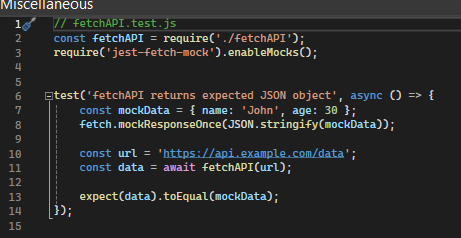 Miscellaneous
1 // fetchAPI.test.js
2 const fetchAPI = require('./fetchAPI');
3 require('jest-fetch-mock').enableMocks();
4
5
6 test('fetchAPI returns expected JSON object', async () => {
7 const mockData = { name: 'John', age: 30 };
8 fetch.mockResponseOnce(JSON.stringify(mockData));
9
10 const url = 'https://api.example.com/data';
11 const data = await fetchAPI(url);
12
13 expect(data).toEqual(mockData);
14 });
15